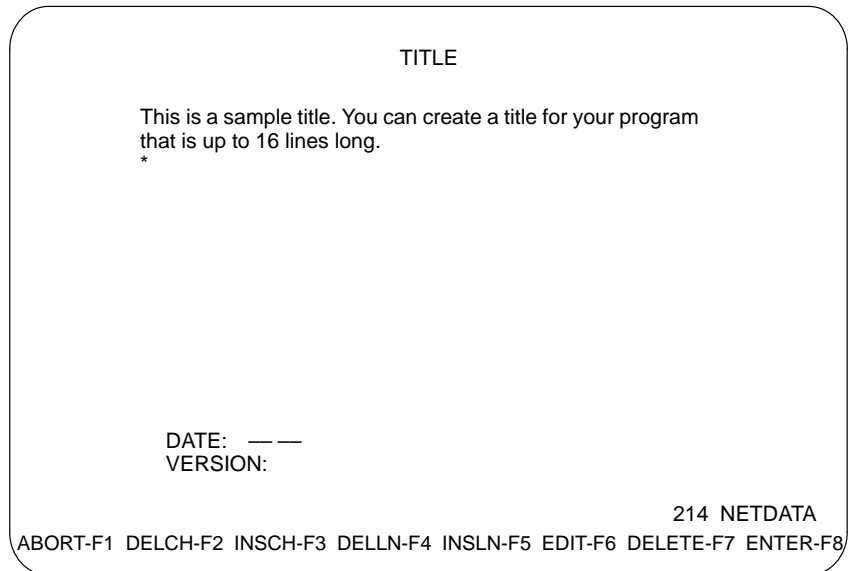 TITLE
This is a sample title. You can create a title for your program
that is up to 16 lines long.
*
DATE: –– ––
VERSION:
214 NETDATA
ABORT-F1 DELCH-F2 INSCH-F3 DELLN-F4 INSLN-F5 EDIT-F6 DELETE-F7 ENTER-F8